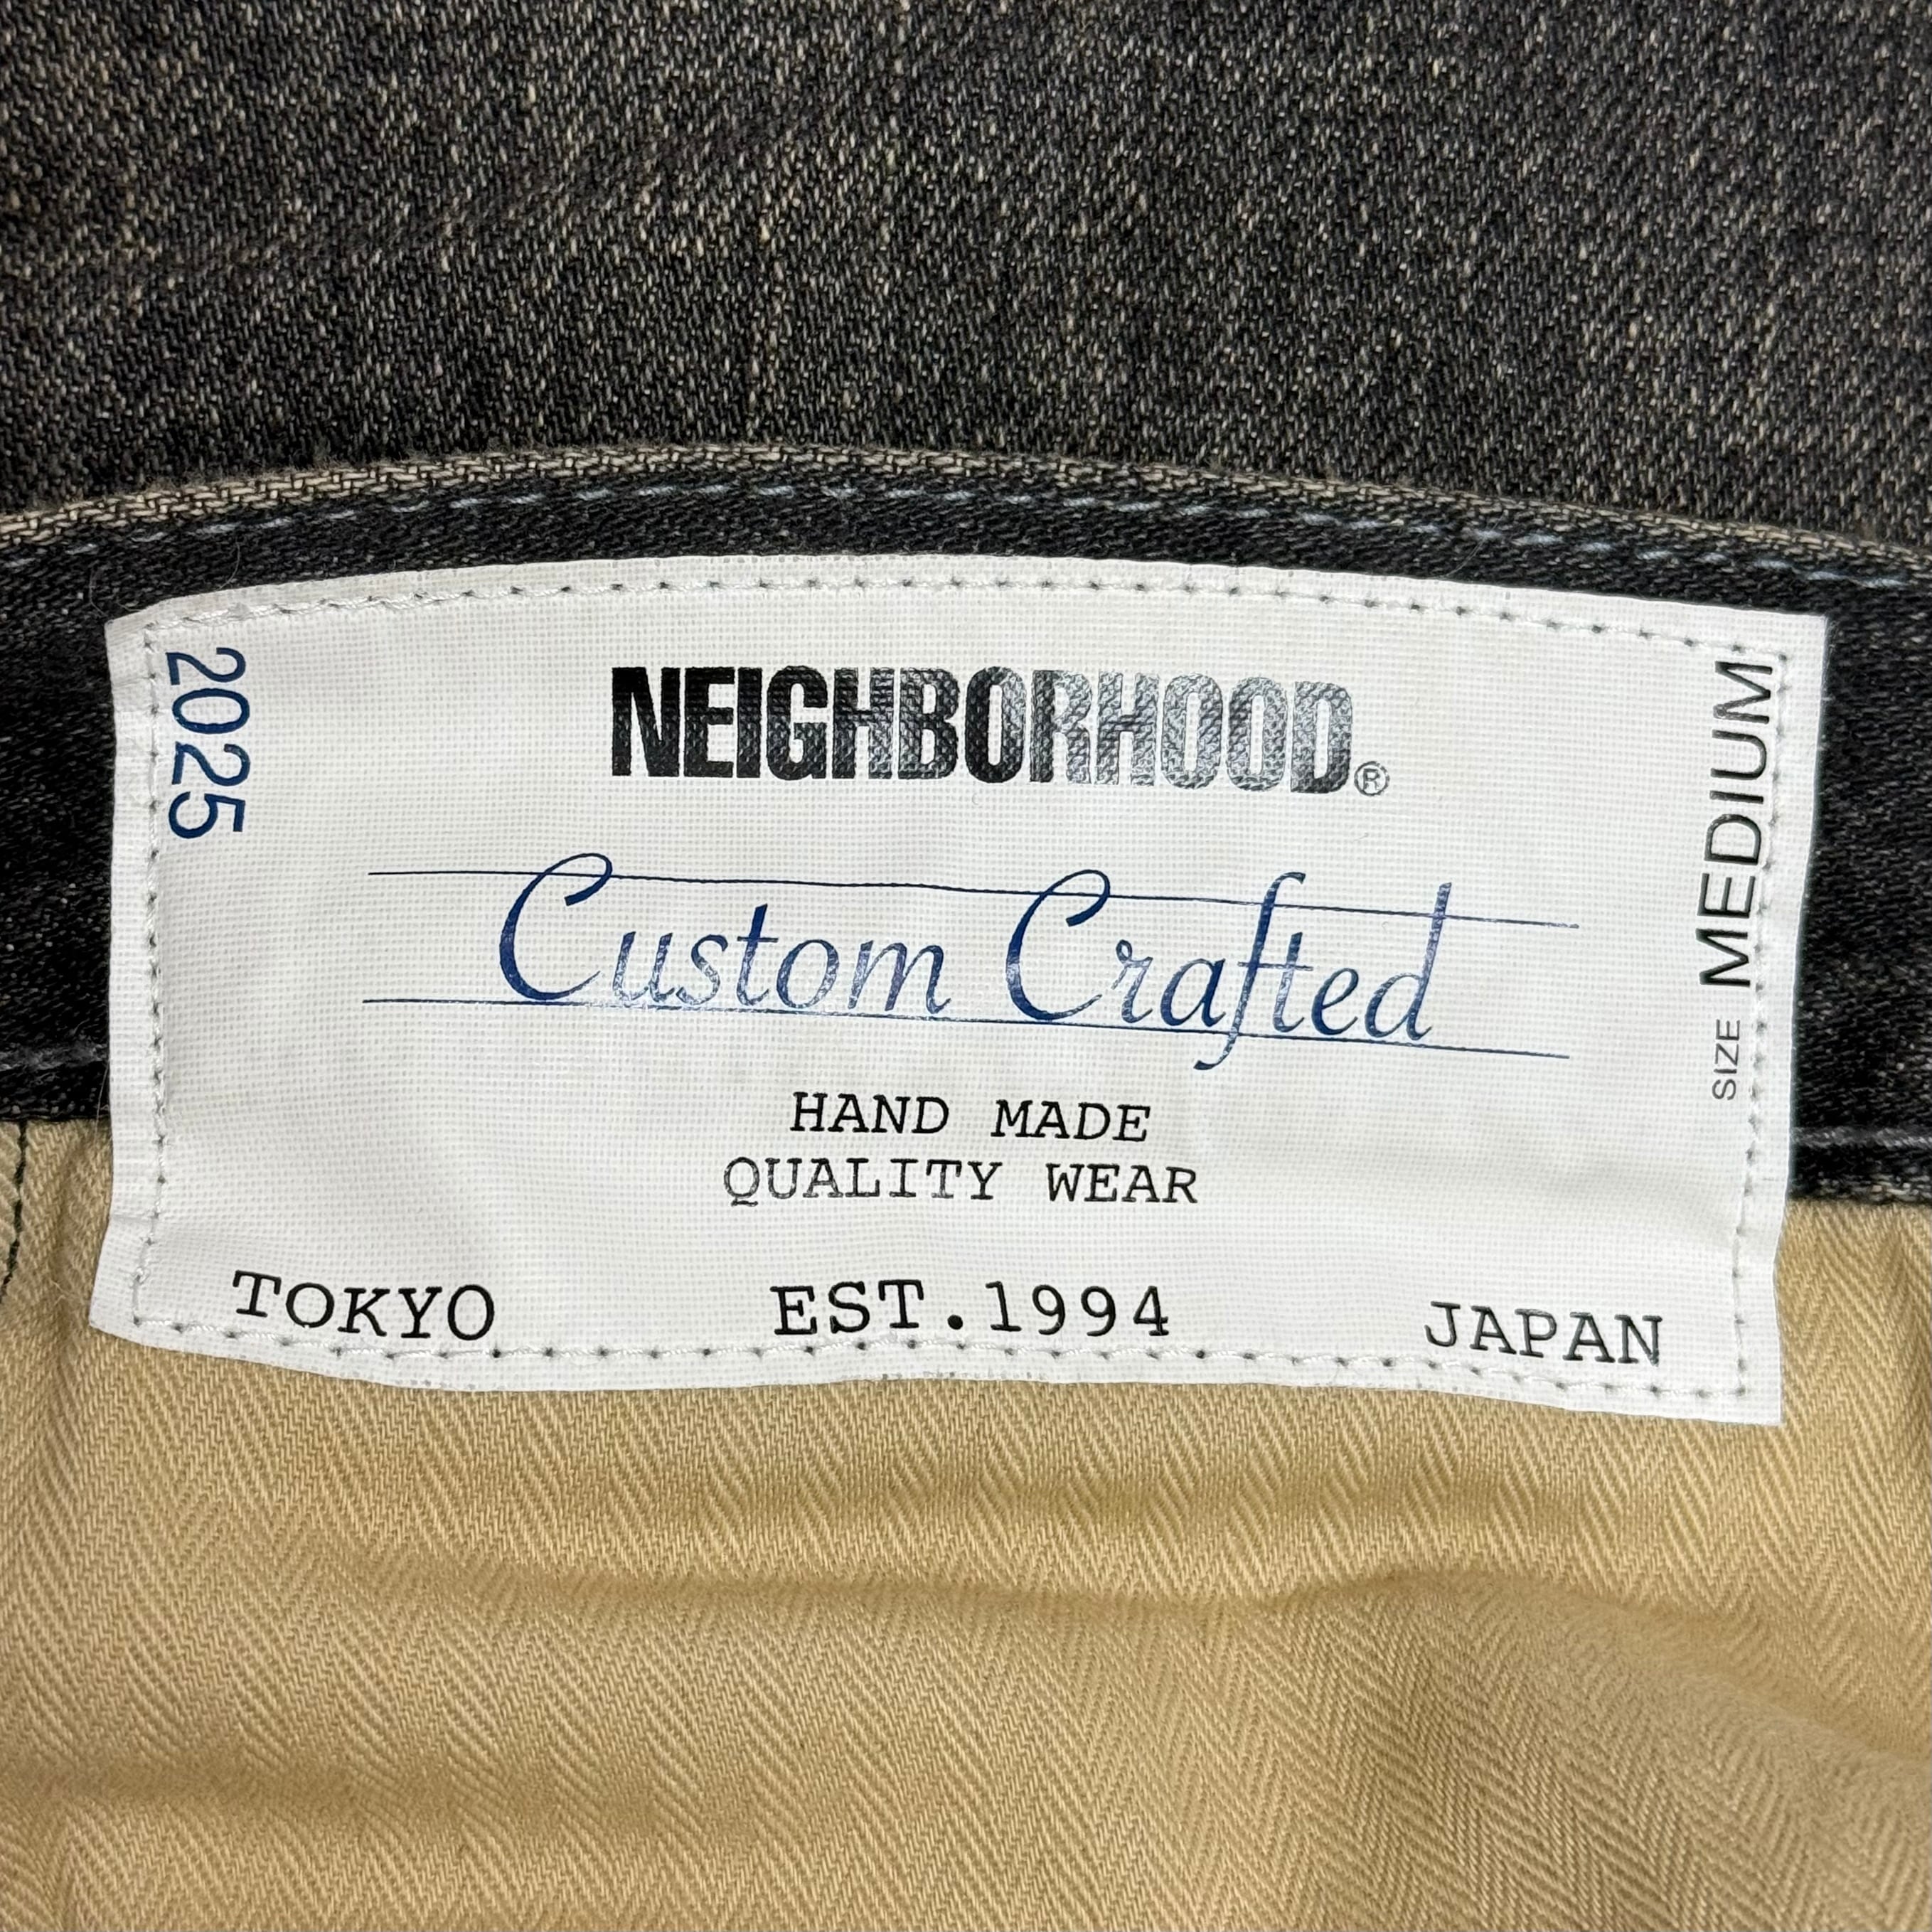 2025
NEIGHBORHOOD®
Custom Crafted
HAND MADE
QUALITY WEAR
TOKYO EST.1994 JAPAN
SIZE MEDIUM